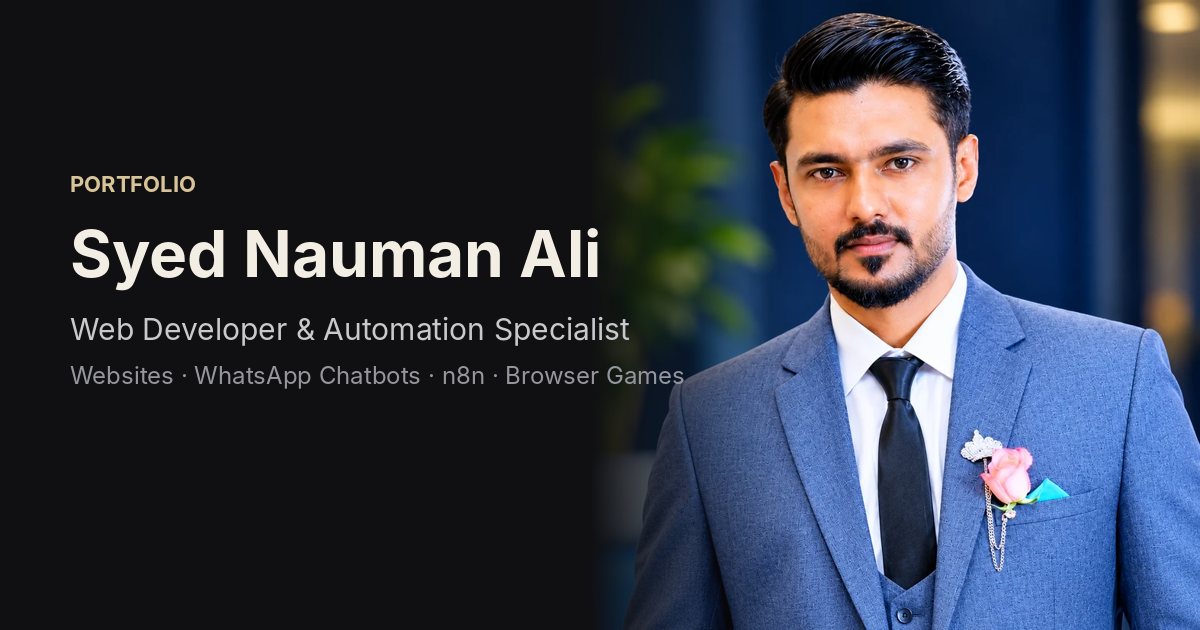 PORTFOLIO
Syed Nauman Ali
Web Developer & Automation Specialist
Websites · WhatsApp Chatbots · n8n · Browser Games